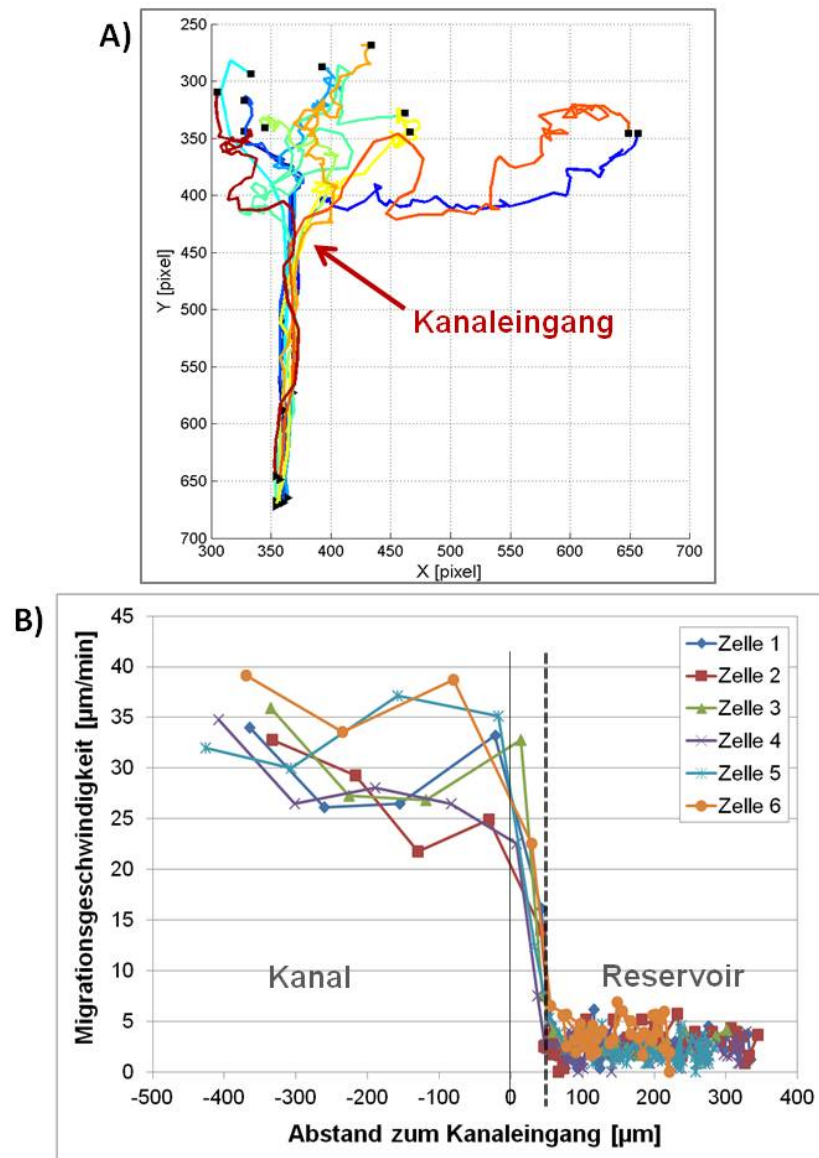 A)
250
300
350
400
450
500
550
600
650
700
Y [pixel]
Kanaleingang
300 350 400 450 500 550 600 650 700
X [pixel]
B)
45
40
35
30
25
20
15
10
5
0
Migrationsgeschwindigkeit [µm/min]
Zelle 1
Zelle 2
Zelle 3
Zelle 4
Zelle 5
Zelle 6
Kanal
Reservoir
-500 -400 -300 -200 -100 0 100 200 300 400
Abstand zum Kanaleingang [µm]